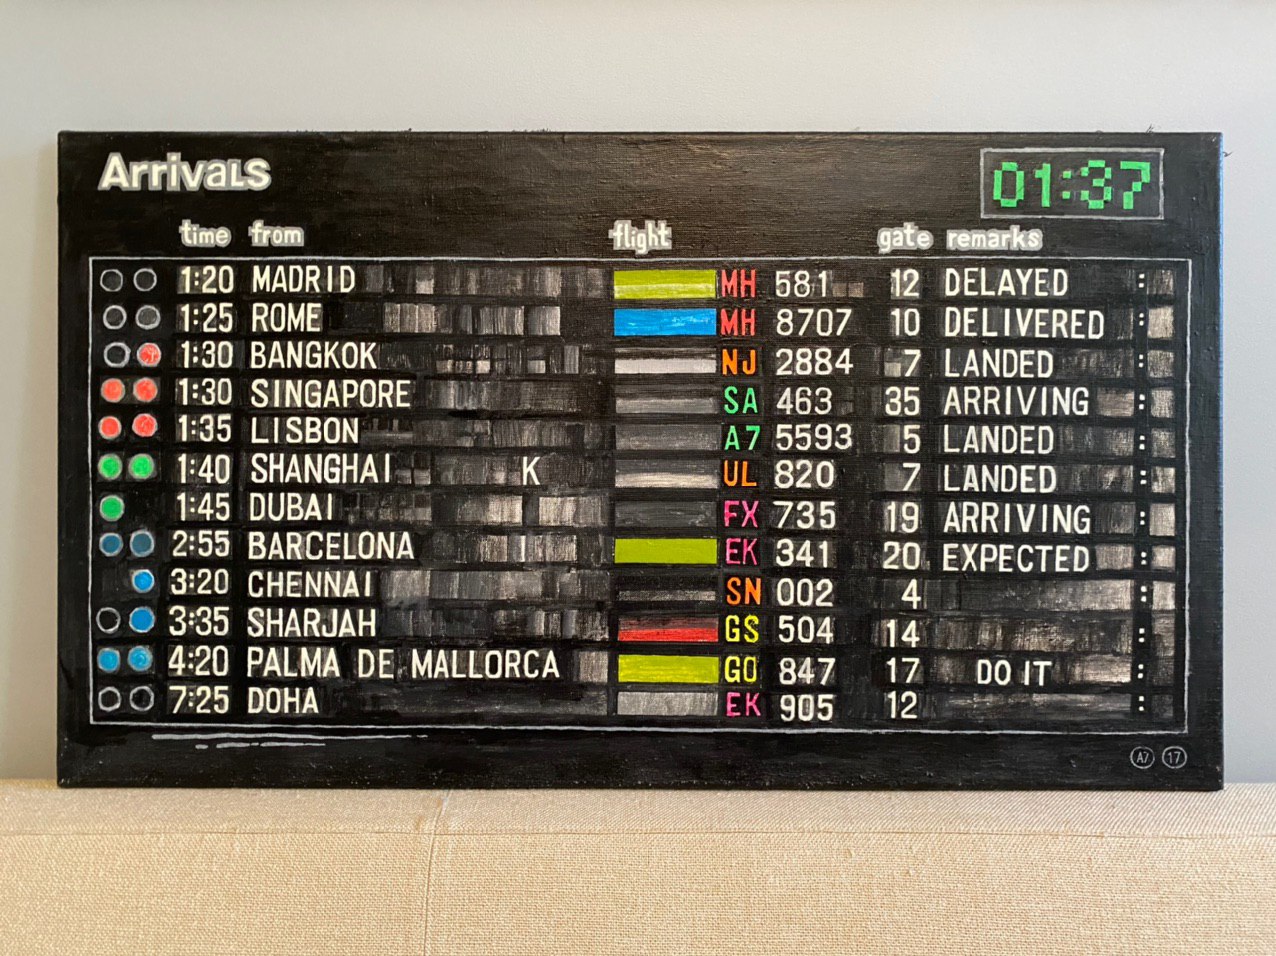 Arrivals 01:37
time from flight gate remarks
1:20 MADRID MH 581 12 DELAYED :
1:25 ROME MH 8707 10 DELIVERED :
1:30 BANGKOK NJ 2884 7 LANDED :
1:30 SINGAPORE SA 463 35 ARRIVING :
1:35 LISBON A7 5593 5 LANDED :
1:40 SHANGHAI K UL 820 7 LANDED :
1:45 DUBAI FX 735 19 ARRIVING :
2:55 BARCELONA EK 341 20 EXPECTED :
3:20 CHENNAI SN 002 4 :
3:35 SHARJAH GS 504 14 :
4:20 PALMA DE MALLORCA GO 847 17 DO IT :
7:25 DOHA EK 905 12 :
A7 17